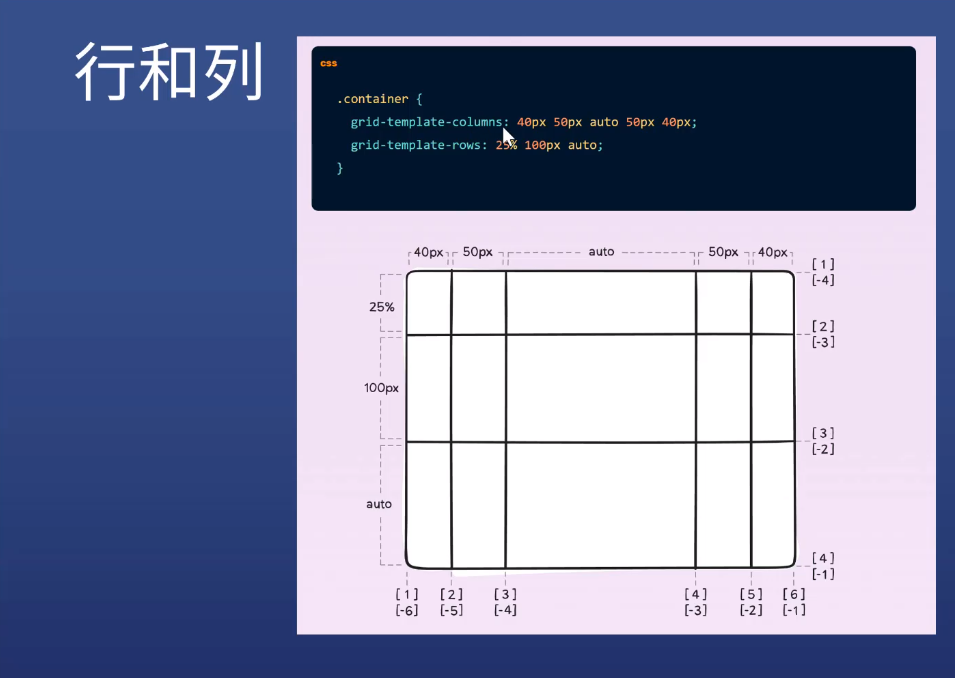 行和列
css
.container {
grid-template-columns: 40px 50px auto 50px 40px;
grid-template-rows: 25% 100px auto;
}
40px 50px auto 50px 40px
[1]
[-4]
25%
[2]
[-3]
100px
[3]
[-2]
auto
[4]
[-1]
[1] [2] [3] [4] [5] [6]
[-6] [-5] [-4] [-3] [-2] [-1]